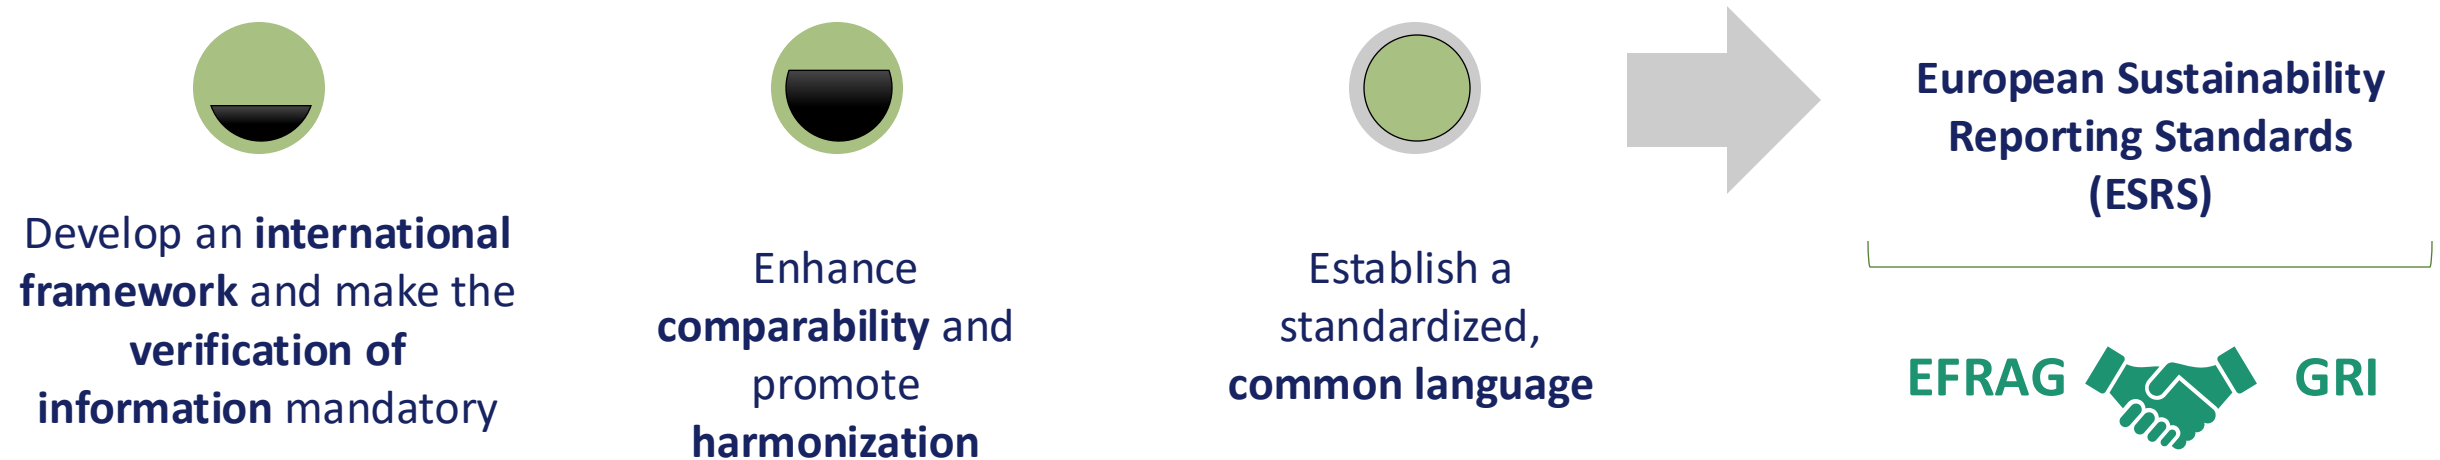 Develop an international
framework and make the
verification of
information mandatory
Enhance
comparability and
promote
harmonization
Establish a
standardized,
common language
European Sustainability
Reporting Standards
(ESRS)
EFRAG GRI